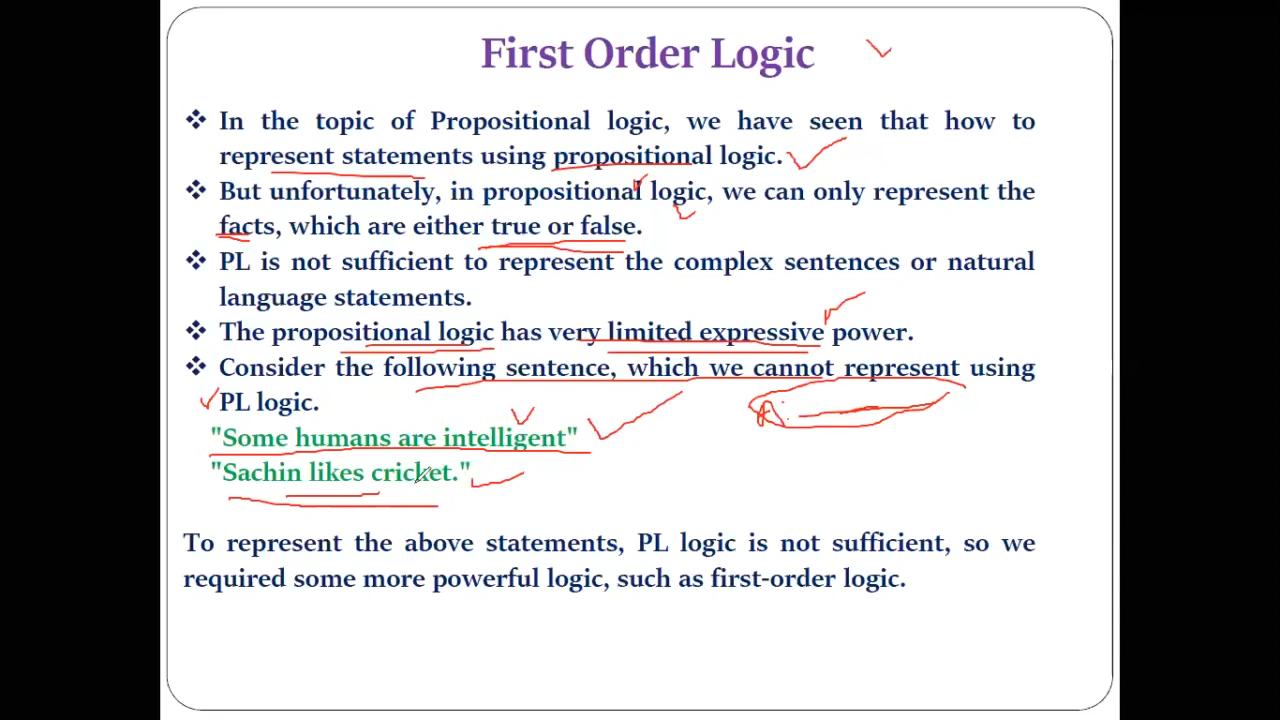 First Order Logic
❖ In the topic of Propositional logic, we have seen that how to
represent statements using propositional logic.
❖ But unfortunately, in propositional logic, we can only represent the
facts, which are either true or false.
❖ PL is not sufficient to represent the complex sentences or natural
language statements.
❖ The propositional logic has very limited expressive power.
❖ Consider the following sentence, which we cannot represent using
PL logic.
"Some humans are intelligent"
"Sachin likes cricket."
To represent the above statements, PL logic is not sufficient, so we
required some more powerful logic, such as first-order logic.